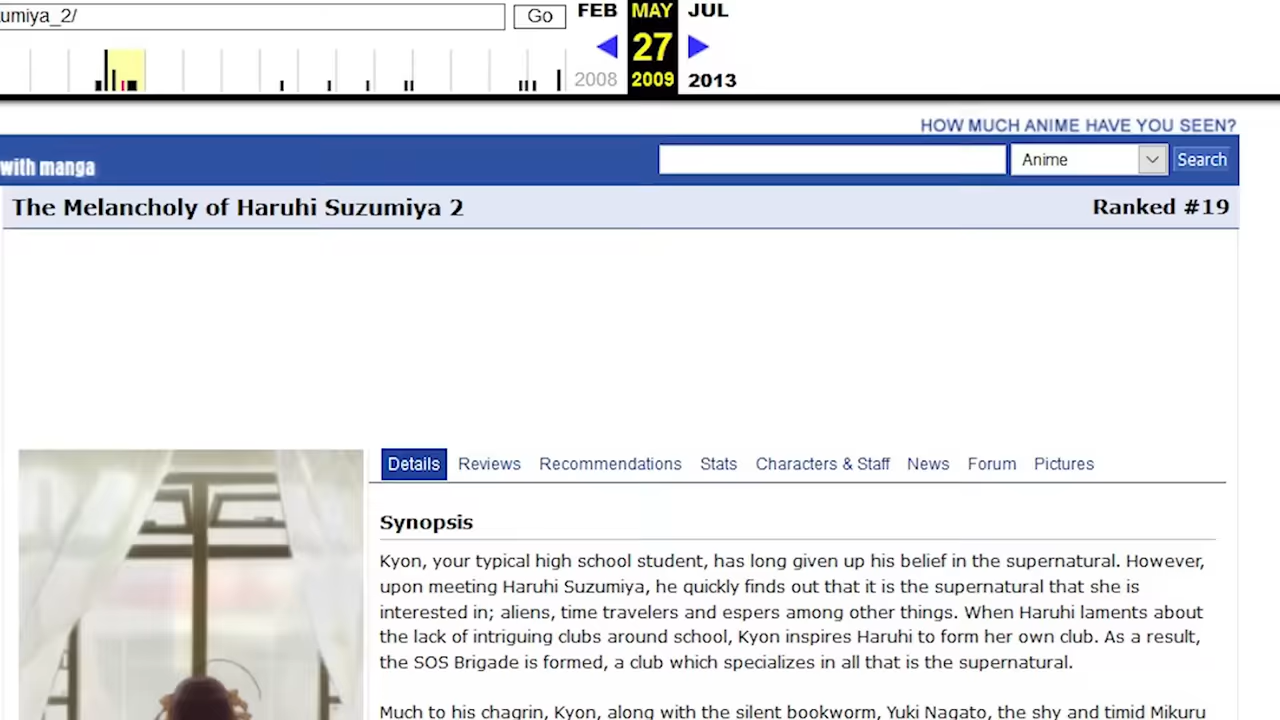 umiya_2/
Go
FEB MAY JUL
27
2008 2009 2013
HOW MUCH ANIME HAVE YOU SEEN?
with manga
Anime
Search
The Melancholy of Haruhi Suzumiya 2
Ranked #19
Details Reviews Recommendations Stats Characters & Staff News Forum Pictures
Synopsis
Kyon, your typical high school student, has long given up his belief in the supernatural. However,
upon meeting Haruhi Suzumiya, he quickly finds out that it is the supernatural that she is
interested in; aliens, time travelers and espers among other things. When Haruhi laments about
the lack of intriguing clubs around school, Kyon inspires Haruhi to form her own club. As a result,
the SOS Brigade is formed, a club which specializes in all that is the supernatural.
Much to his chagrin, Kyon, along with the silent bookworm, Yuki Nagato, the shy and timid Mikuru